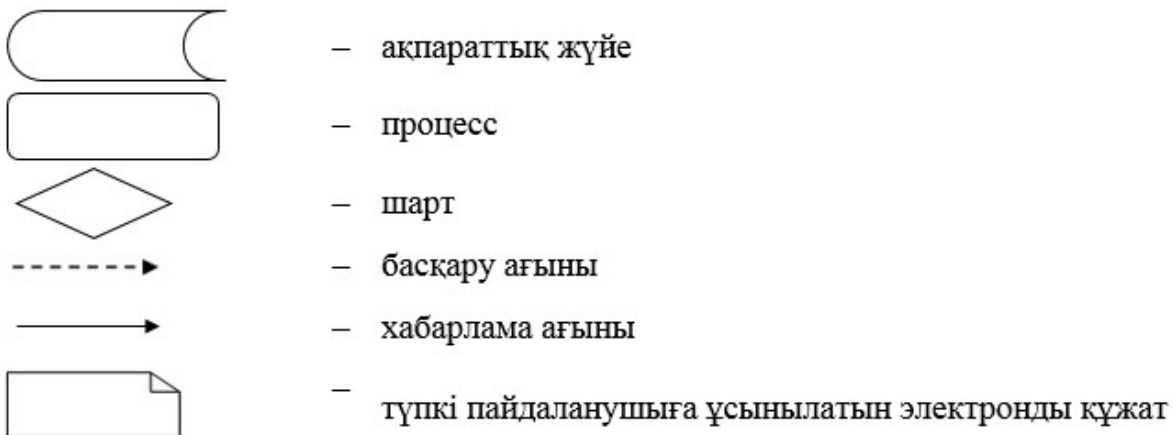 – ақпараттық жүйе
– процесс
– шарт
– басқару ағыны
– хабарлама ағыны
– түпкі пайдаланушыға ұсынылатын электронды құжат